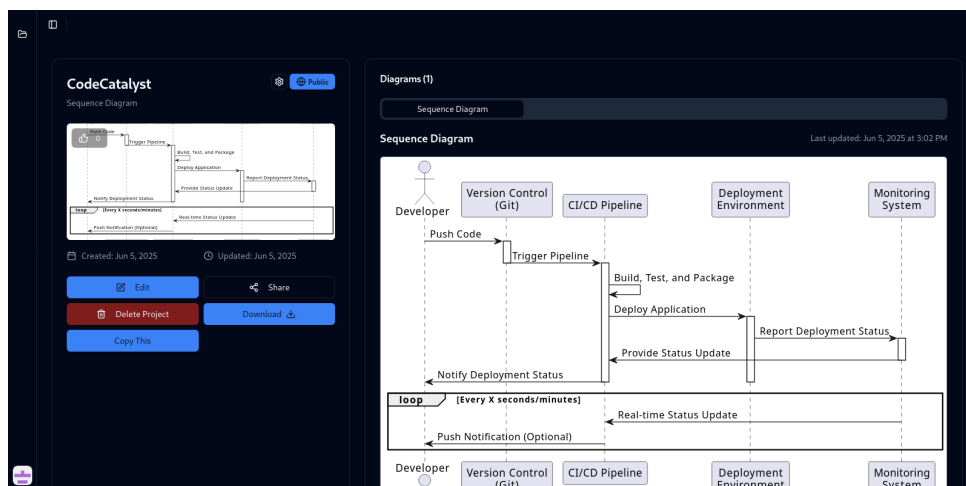 CodeCatalyst
Public
Sequence Diagram
Push Code
0
Trigger Pipeline
Build, Test, and Package
Deploy Application
Report Deployment Status
Provide Status Update
Notify Deployment Status
loop [Every X seconds/minutes]
Real-time Status Update
Push Notification (Optional)
Created: Jun 5, 2025
Updated: Jun 5, 2025
Edit
Share
Delete Project
Download
Copy This
Diagrams (1)
Sequence Diagram
Sequence Diagram
Last updated: Jun 5, 2025 at 3:02 PM
Developer
Version Control
(Git)
CI/CD Pipeline
Deployment
Environment
Monitoring
System
Push Code
Trigger Pipeline
Build, Test, and Package
Deploy Application
Report Deployment Status
Provide Status Update
Notify Deployment Status
loop [Every X seconds/minutes]
Real-time Status Update
Push Notification (Optional)
Developer
Version Control
(Git)
CI/CD Pipeline
Deployment
Environment
Monitoring
System